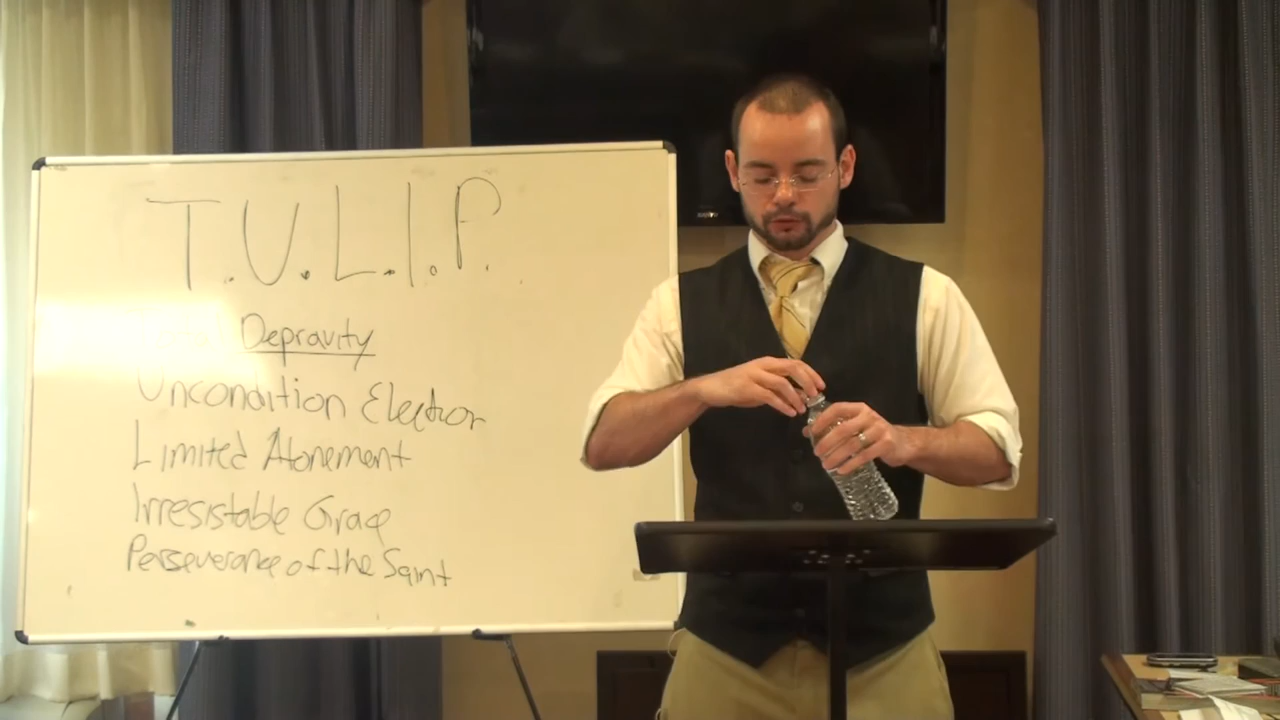 T.U.L.I.P.
Depravity
Uncondition Election
Limited Atonement
Irresistable Grace
Perseverance of the Saint